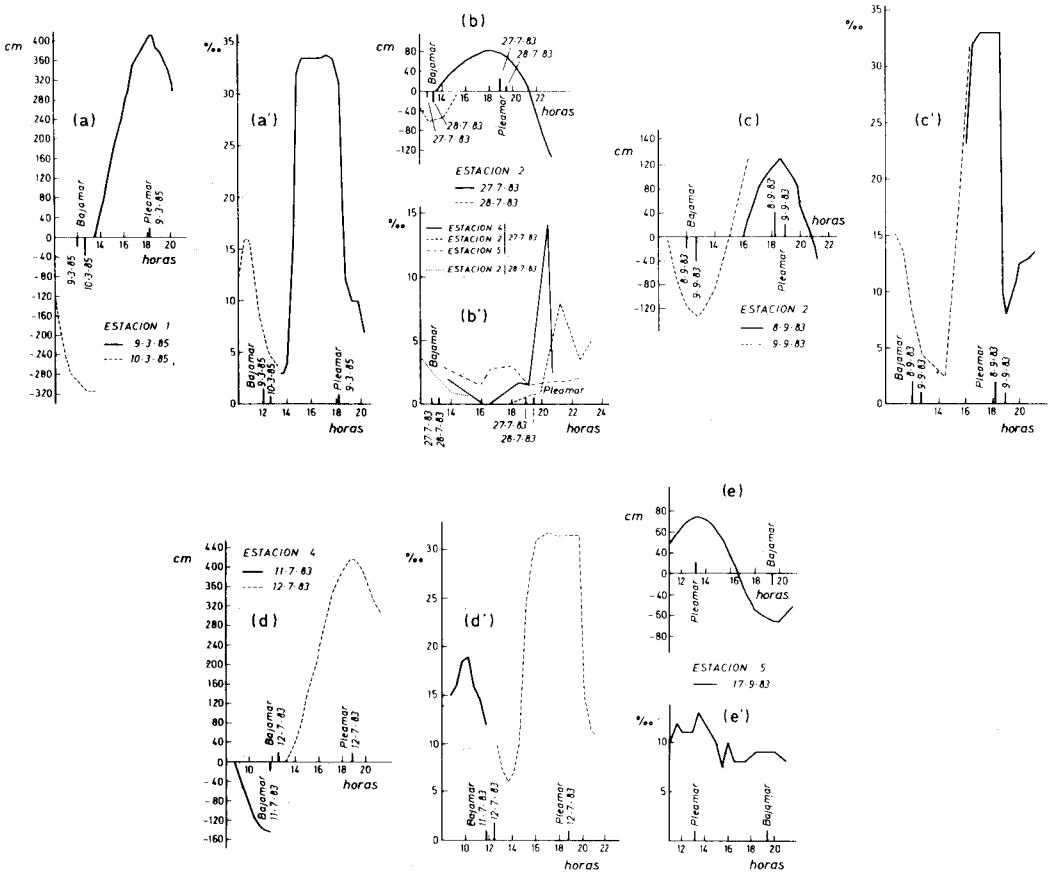 (a)
cm
400
360
320
280
240
200
160
120
80
40
0
-40
-80
-120
-160
-200
-240
-280
-320
Bajamar
9-3-85
10-3-85
Pleamar
9-3-85
14 16 18 20
horas
ESTACION 1
9-3-85
10-3-85
(a')
‰
35
30
25
20
15
10
5
0
Bajamar
9-3-85
10-3-85
Pleamar
9-3-85
12 14 16 18 20
horas
(b)
cm
80
40
0
-40
-80
-120
Bajamar
27-7-83
28-7-83
27-7-83
28-7-83
Pleamar
14 16 18 20 22
horas
ESTACION 2
27 7-83
28-7-83
(b')
‰
15
10
5
0
ESTACION 4
ESTACION 2 27-7-83
ESTACION 5
ESTACION 2 28-7-83
Bajamar
Pleamar
14 16 18 20 22 24
27-7-83
28-7-83
27-7-83
28-7-83
horas
(c)
cm
140
120
80
40
0
-40
-80
-120
Bajamar
8-9-83
9-9-83
8-9-83
9-9-83
Pleamar
12 16 18 20 22
horas
ESTACION 2
8-9-83
9-9-83
(c')
‰
35
30
25
20
15
10
5
0
Bajamar
8-9-83
9-9-83
Pleamar
8-9-83
9-9-83
12 14 16 18 20
horas
(d)
cm
440
400
360
320
280
240
200
160
120
80
40
0
-40
-80
-120
-160
ESTACION 4
11-7-83
12-7-83
Bajamar
12-7-83
Pleamar
12-7-83
Bajamar
11-7-83
10 12 14 16 18 20
horas
(d')
‰
30
25
20
15
10
5
0
Bajamar
11-7-83
12-7-83
Pleamar
12-7-83
10 12 14 16 18 20
horas
(e)
cm
80
60
40
20
0
-20
-40
-60
-80
12 14 16 20
Pleamar
Bajamar
horas
ESTACION 5
17-9-83
(e')
‰
10
5
Pleamar
Bajamar
12 14 16 18 20
horas